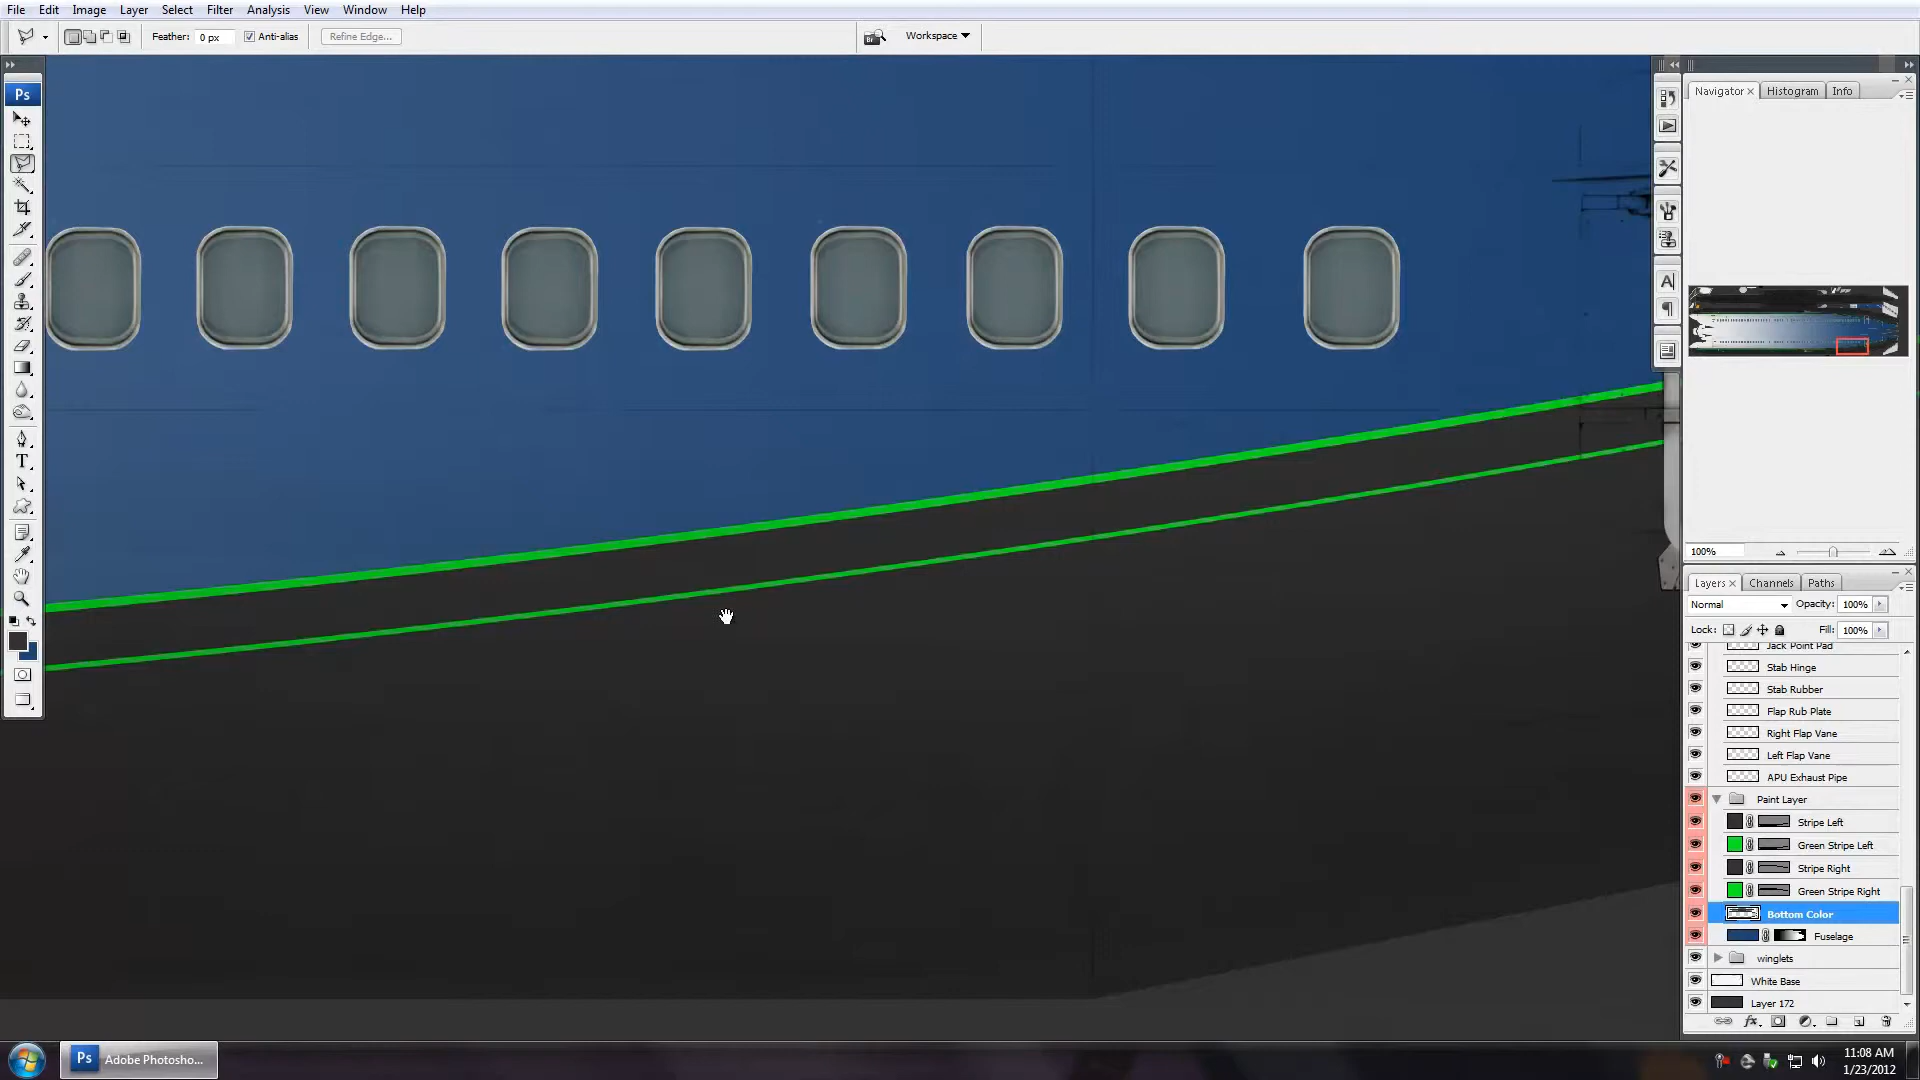 File Edit Image Layer Select Filter Analysis View Window Help
Feather: 0 px Anti-alias Refine Edge... Br Workspace
Ps
Navigator Histogram Info
T
A
100%
Layers Channels Paths
Normal Opacity: 100%
Lock: Fill: 100%
Jack Point Pad
Stab Hinge
Stab Rubber
Flap Rub Plate
Right Flap Vane
Left Flap Vane
APU Exhaust Pipe
Paint Layer
Stripe Left
Green Stripe Left
Stripe Right
Green Stripe Right
Bottom Color
Fuselage
winglets
White Base
Layer 172
fx.
Ps Adobe Photosho...
11:08 AM
1/23/2012